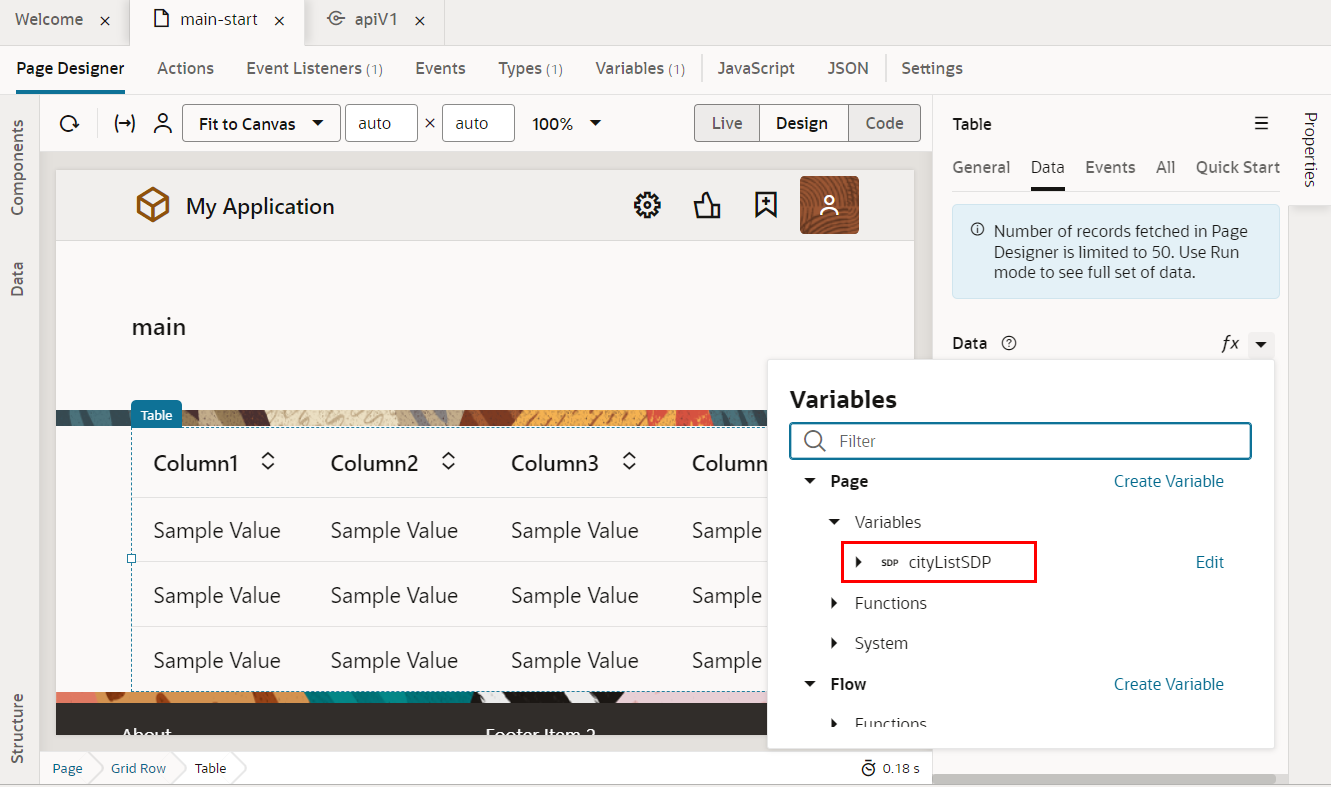 Welcome
main-start
apiV1
Page Designer
Actions
Event Listeners (1)
Events
Types (1)
Variables (1)
JavaScript
JSON
Settings
Components
Data
Structure
Fit to Canvas
auto
×
auto
100%
Live
Design
Code
My Application
main
Table
Column1
Column2
Column3
Column
Sample Value
Sample Value
Sample Value
Sample
Sample Value
Sample Value
Sample Value
Sample
Sample Value
Sample Value
Sample Value
Sample
About
Footer Item 2
Page
Grid Row
Table
0.18 s
Table
General
Data
Events
All
Quick Start
Properties
Number of records fetched in Page
Designer is limited to 50. Use Run
mode to see full set of data.
Data
fx
Variables
Filter
Page
Create Variable
Variables
SDP cityListSDP
Edit
Functions
System
Flow
Create Variable
Functions